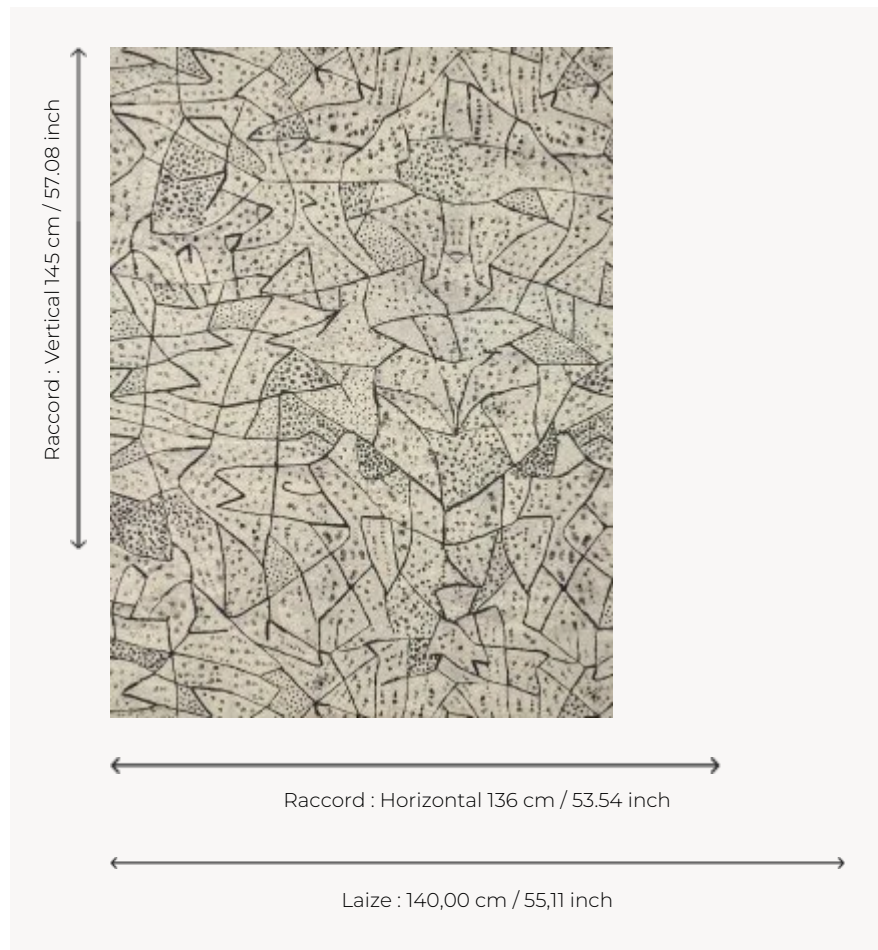 Raccord : Vertical 145 cm / 57.08 inch
Raccord : Horizontal 136 cm / 53.54 inch
Laize : 140,00 cm / 55,11 inch